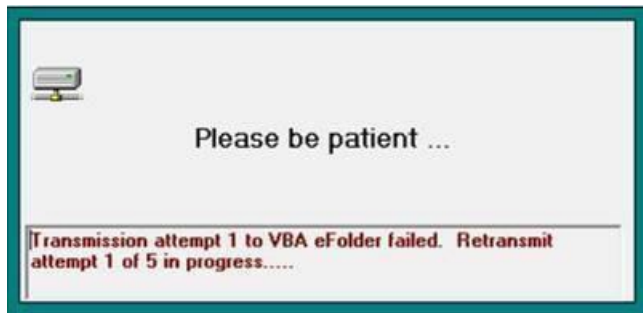 Please be patient ...
Transmission attempt 1 to VBA eFolder failed.  Retransmit
attempt 1 of 5 in progress.....